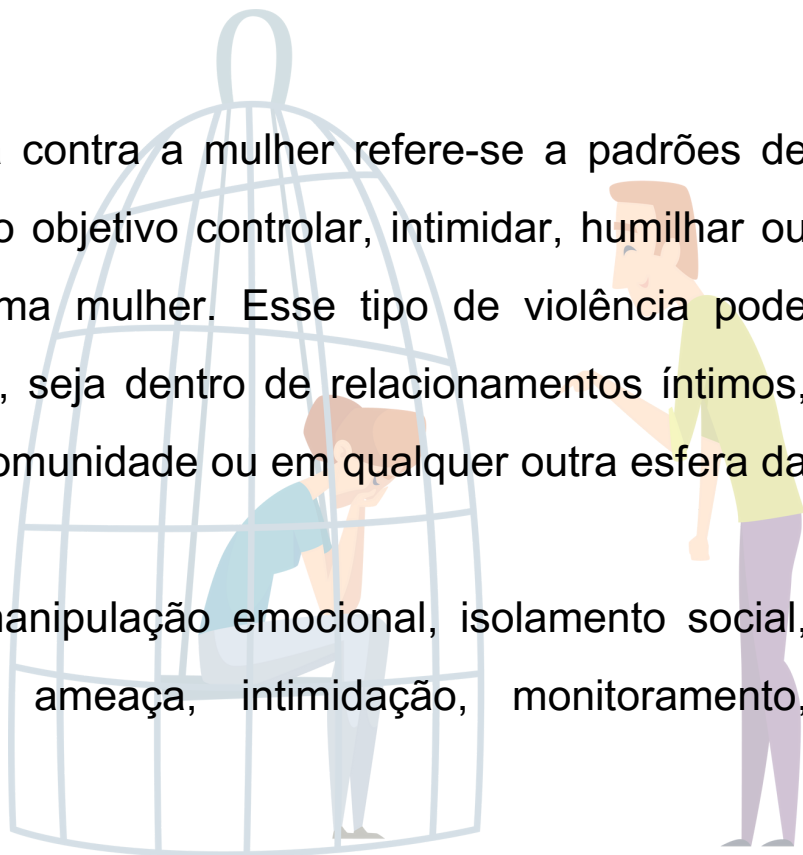 contra a mulher refere-se a padrões de
o objetivo controlar, intimidar, humilhar ou
ma mulher. Esse tipo de violência pode
, seja dentro de relacionamentos íntimos,
omunidade ou em qualquer outra esfera da
manipulação emocional, isolamento social,
ameaça, intimidação, monitoramento,